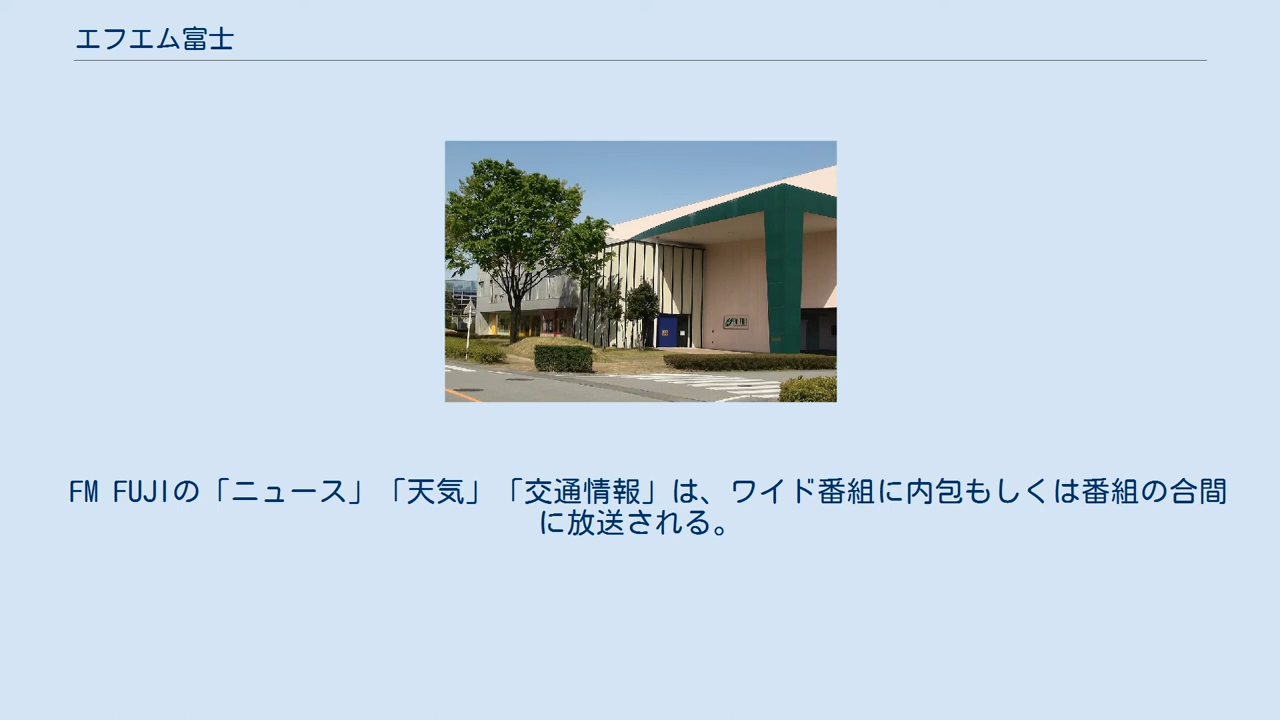 エフエム富士
FM FUJIの「ニュース」「天気」「交通情報」は、ワイド番組に内包もしくは番組の合間
に放送される。